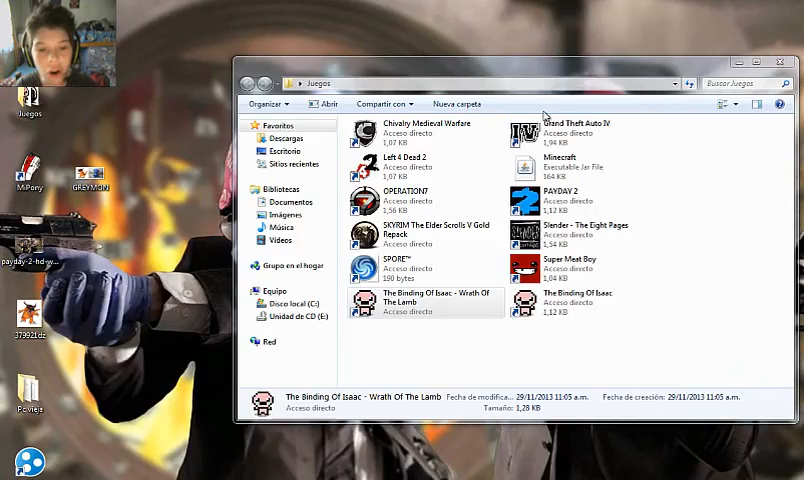 Juegos
MiPony
GREYMON
payday-2-hd-w...
379921dz
Pc vieja
Juegos
Buscar Juegos
Organizar
Abrir
Compartir con
Nueva carpeta
Favoritos
Descargas
Escritorio
Sitios recientes
Bibliotecas
Documentos
Imágenes
Música
Vídeos
Grupo en el hogar
Equipo
Disco local (C:)
Unidad de CD (E:)
Red
Chivalry Medieval Warfare
Acceso directo
1,07 KB
Grand Theft Auto IV
Acceso directo
1,94 KB
Left 4 Dead 2
Acceso directo
1,07 KB
Minecraft
Executable Jar File
164 KB
OPERATION7
Acceso directo
1,56 KB
PAYDAY 2
Acceso directo
1,12 KB
SKYRIM The Elder Scrolls V Gold
Repack
Acceso directo
Slender - The Eight Pages
Acceso directo
1,54 KB
SPORE™
Acceso directo
190 bytes
Super Meat Boy
Acceso directo
1,04 KB
The Binding Of Isaac - Wrath Of
The Lamb
Acceso directo
The Binding Of Isaac
Acceso directo
1,12 KB
The Binding Of Isaac - Wrath Of The Lamb
Fecha de modifica... 29/11/2013 11:05 a.m.
Fecha de creación: 29/11/2013 11:05 a.m.
Acceso directo
Tamaño: 1,28 KB